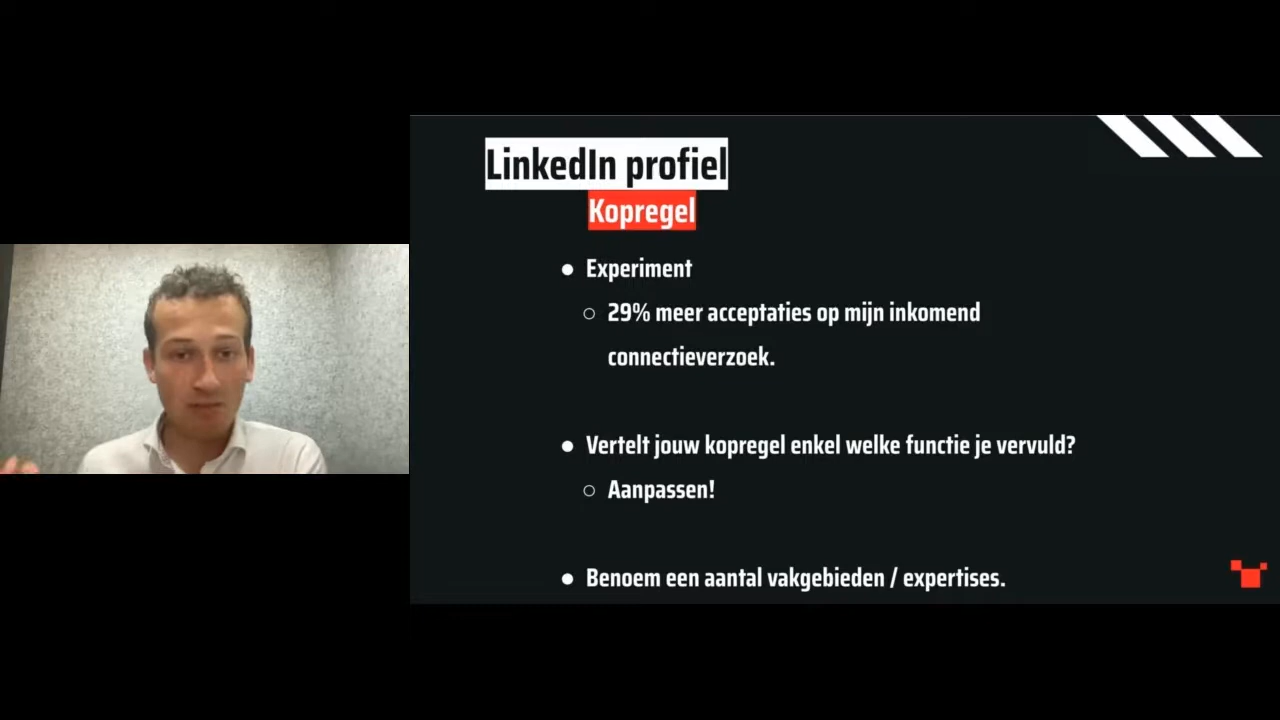 LinkedIn profiel
Kopregel
● Experiment
○ 29% meer acceptaties op mijn inkomend
connectieverzoek.
● Vertelt jouw kopregel enkel welke functie je vervuld?
○ Aanpassen!
● Benoem een aantal vakgebieden / expertises.